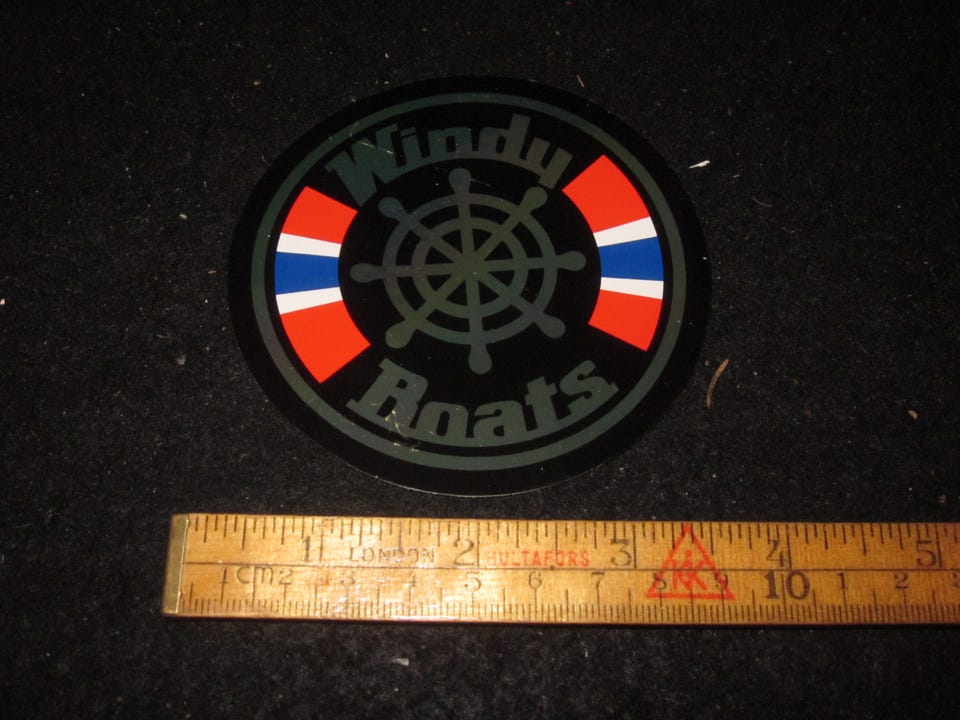 Windy
Boats
1 LONDON 2 HULTAFORS 3 4 5
cm 2 3 4 5 6 7 8 9 10 1 2